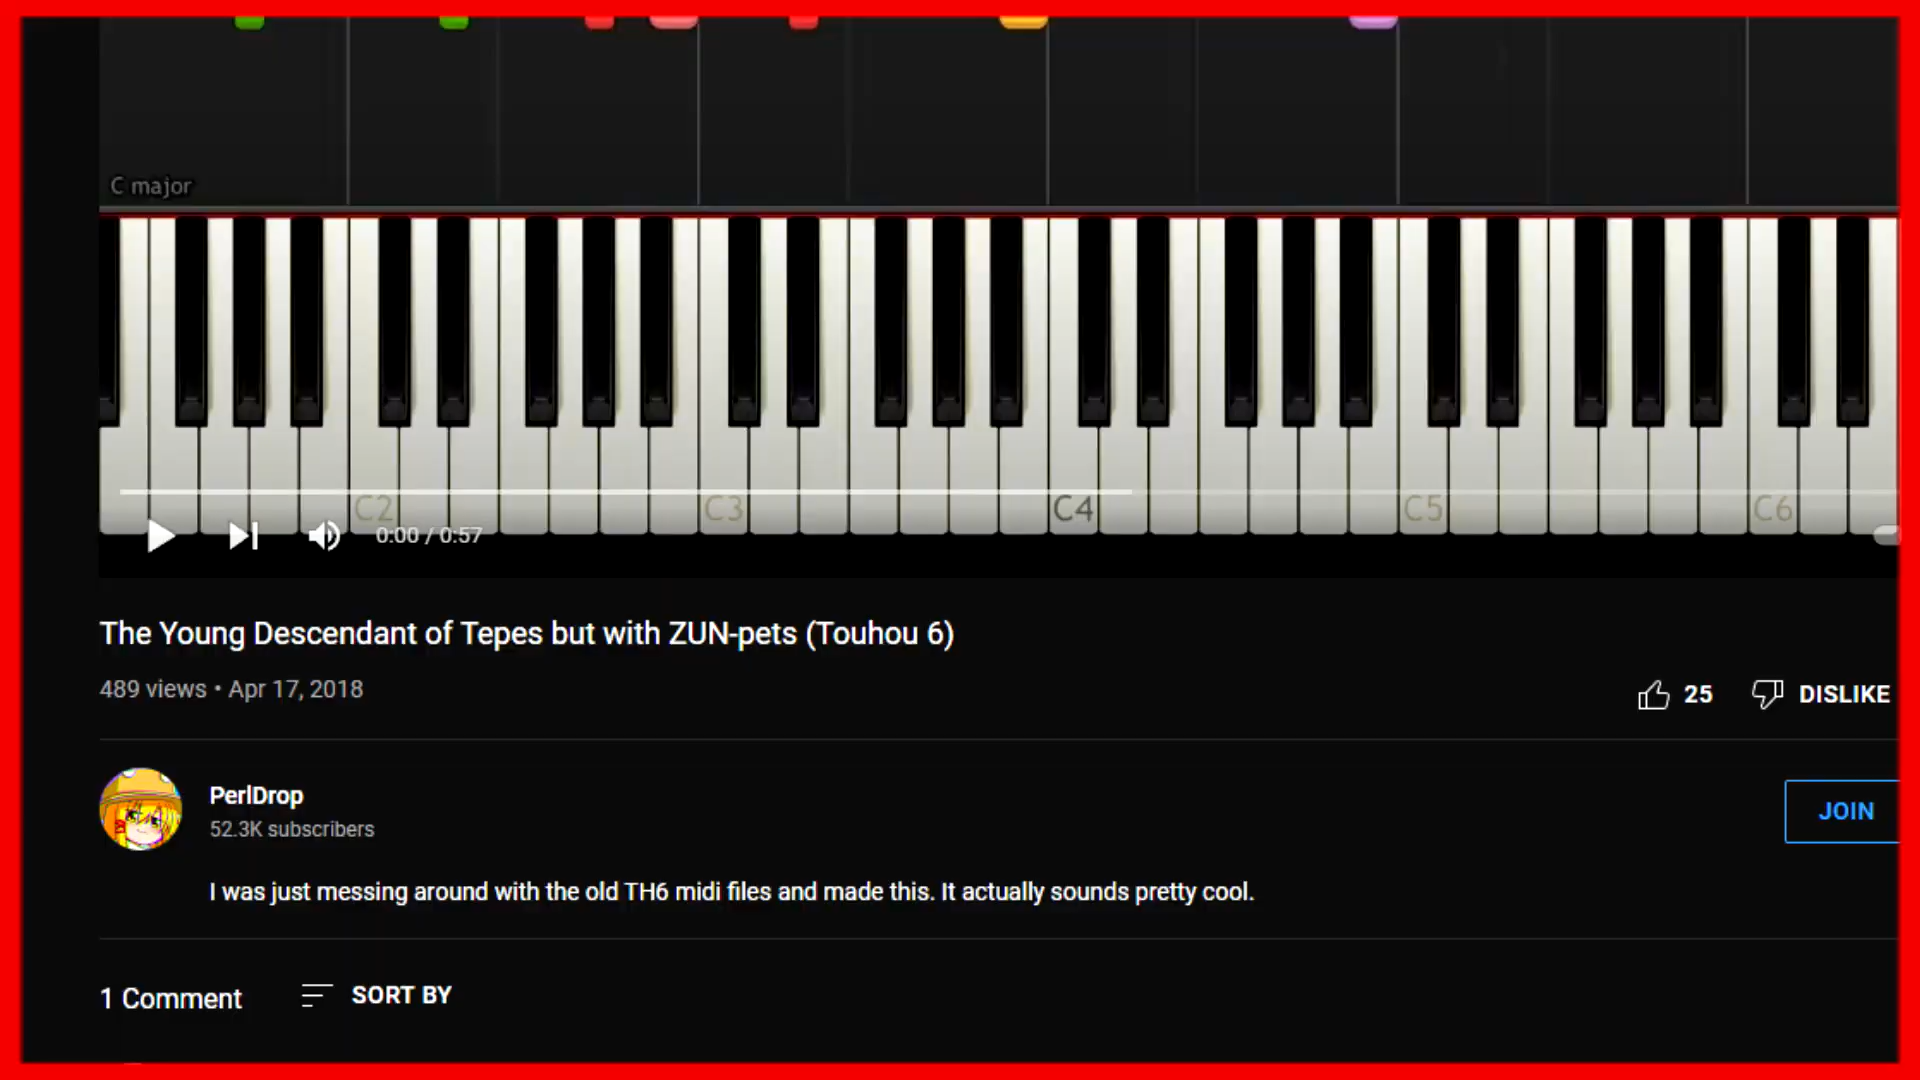 C major
C2
C3
C4
C5
C6
0:00 / 0:57
The Young Descendant of Tepes but with ZUN-pets (Touhou 6)
489 views • Apr 17, 2018
25
DISLIKE
PerlDrop
52.3K subscribers
JOIN
I was just messing around with the old TH6 midi files and made this. It actually sounds pretty cool.
1 Comment
SORT BY